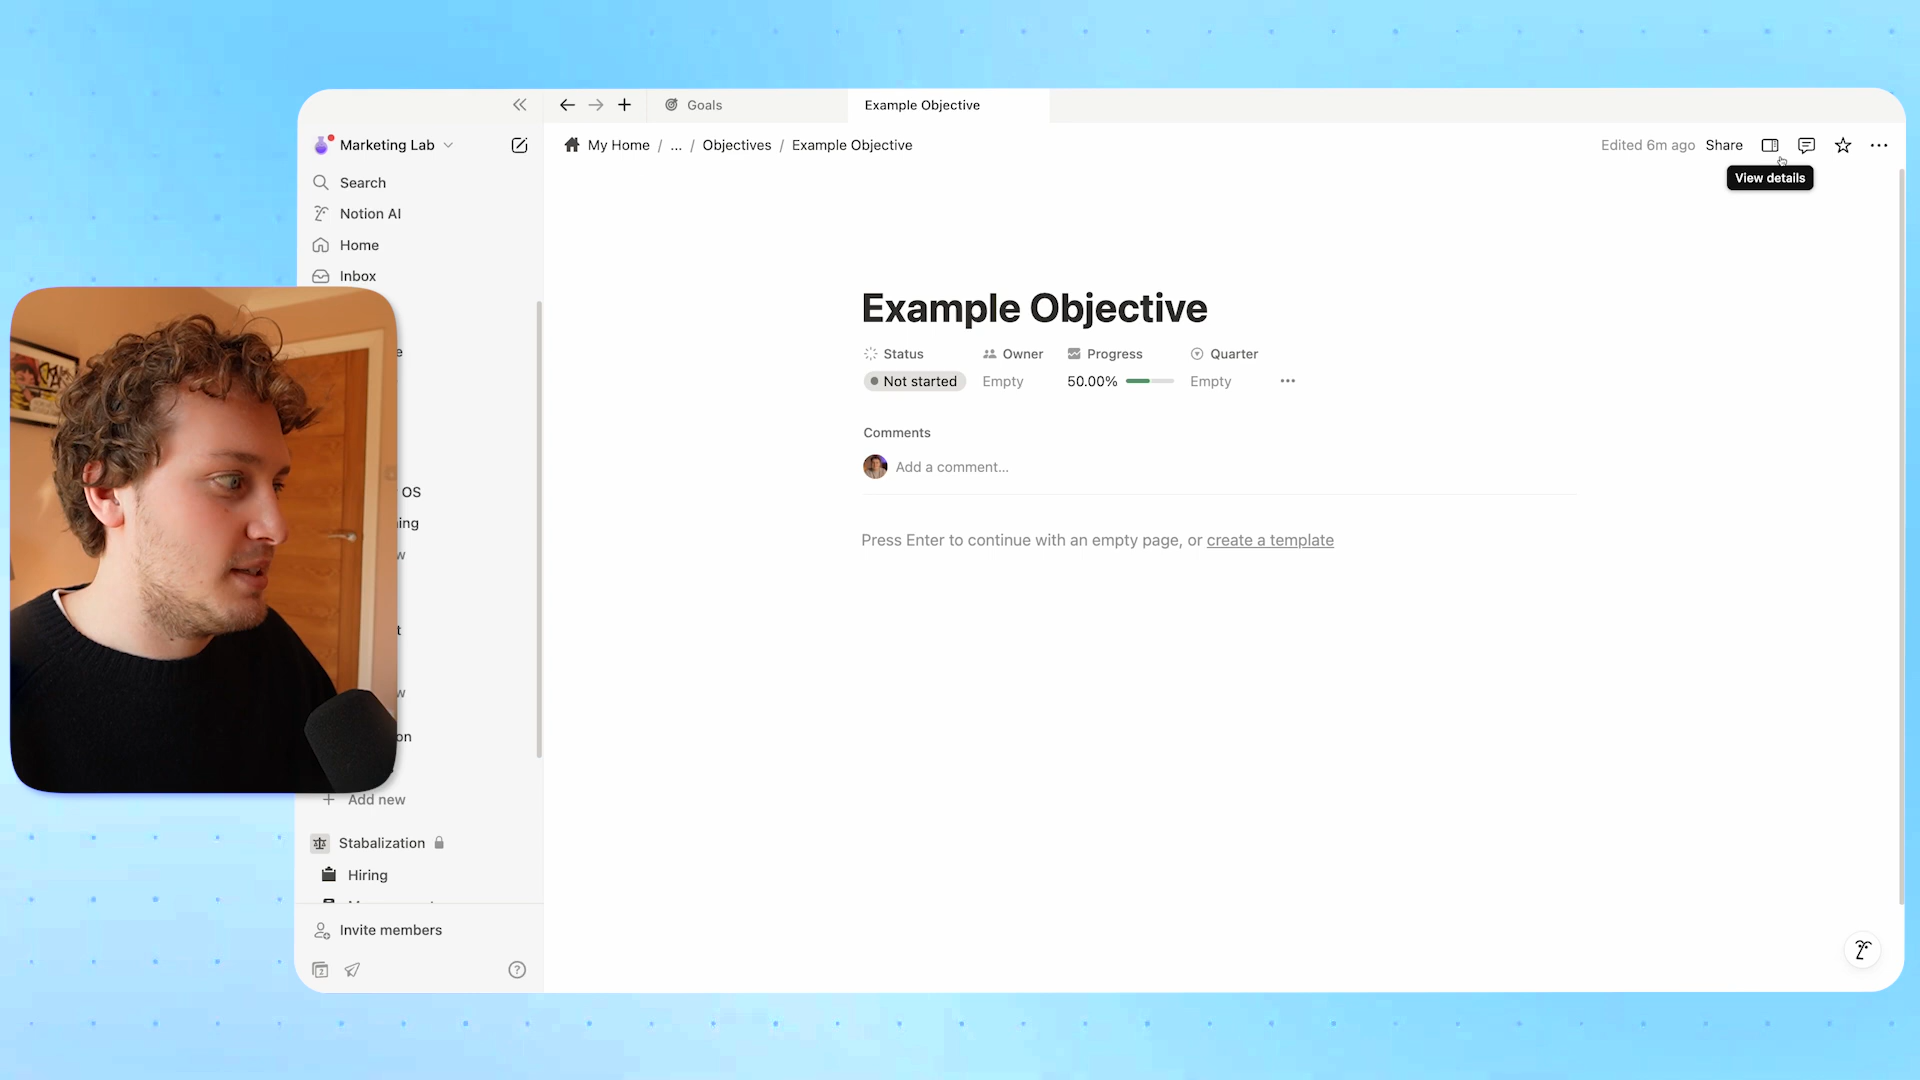 Goals
Example Objective
Marketing Lab
My Home / ... / Objectives / Example Objective
Edited 6m ago
Share
View details
Search
Notion AI
Home
Inbox
OS
Add new
Stabalization
Hiring
Invite members
Example Objective
Status
Owner
Progress
Quarter
Not started
Empty
50.00%
Empty
Comments
Add a comment...
Press Enter to continue with an empty page, or create a template